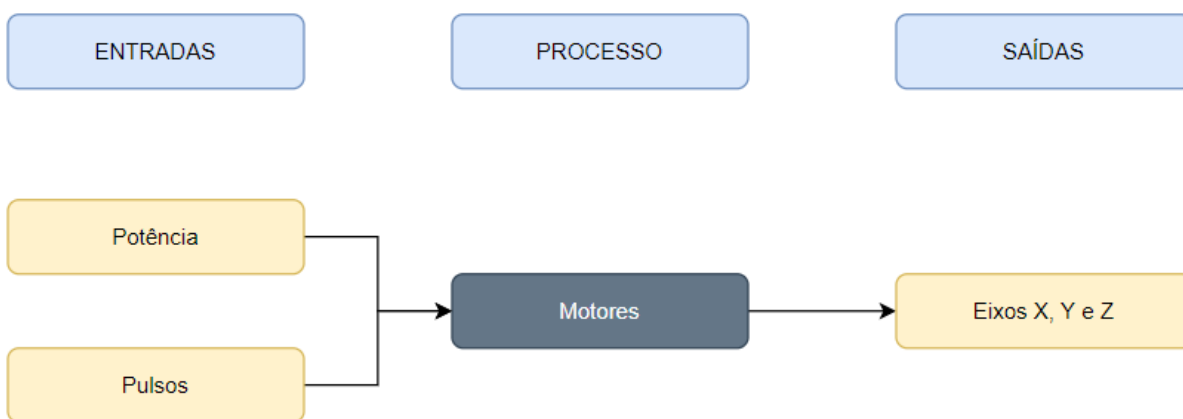 ENTRADAS
PROCESSO
SAÍDAS
Potência
Motores
Eixos X, Y e Z
Pulsos